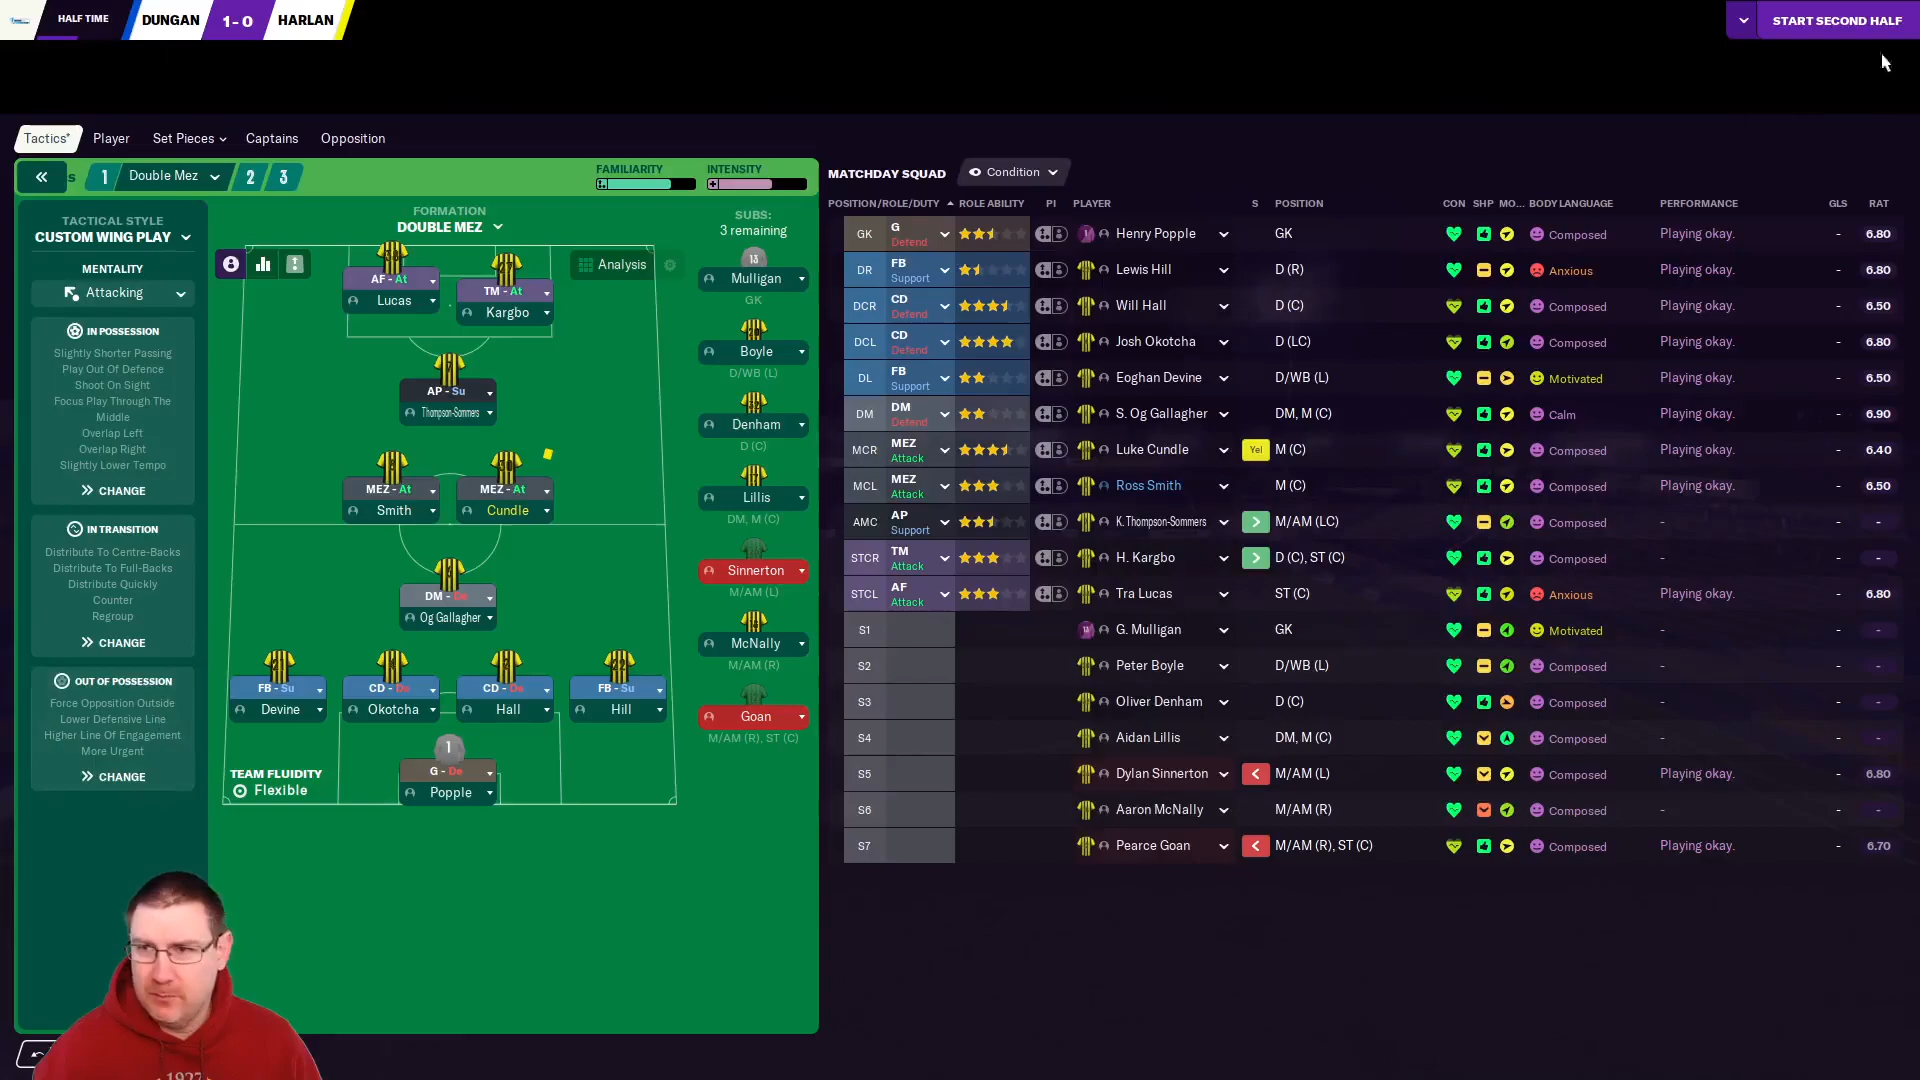 HALF TIME
DUNGAN
1 - 0
HARLAN
START SECOND HALF
Tactics*
Player
Set Pieces
Captains
Opposition
s
1
Double Mez
2
3
FAMILIARITY
INTENSITY
TACTICAL STYLE
CUSTOM WING PLAY
MENTALITY
Attacking
IN POSSESSION
Slightly Shorter Passing
Play Out Of Defence
Shoot On Sight
Focus Play Through The
Middle
Overlap Left
Overlap Right
Slightly Lower Tempo
CHANGE
IN TRANSITION
Distribute To Centre-Backs
Distribute To Full-Backs
Distribute Quickly
Counter
Regroup
CHANGE
OUT OF POSSESSION
Force Opposition Outside
Lower Defensive Line
Higher Line Of Engagement
More Urgent
CHANGE
FORMATION
DOUBLE MEZ
Analysis
AF - At
Lucas
TM - At
Kargbo
AP - Su
Thompson-Sommers
MEZ - At
Smith
MEZ - At
Cundle
DM - De
Og Gallagher
FB - Su
Devine
CD - De
Okotcha
CD - De
Hall
FB - Su
Hill
1
G - De
Popple
TEAM FLUIDITY
Flexible
SUBS:
3 remaining
13
Mulligan
GK
Boyle
D/WB (L)
Denham
D (C)
Lillis
DM, M (C)
Sinnerton
M/AM (L)
McNally
M/AM (R)
Goan
M/AM (R), ST (C)
MATCHDAY SQUAD
Condition
POSITION/ROLE/DUTY ROLE ABILITY PI PLAYER S POSITION CON SHP MO... BODY LANGUAGE PERFORMANCE GLS RAT
GK G Defend Henry Popple GK Composed Playing okay. - 6.80
DR FB Support Lewis Hill D (R) Anxious Playing okay. - 6.80
DCR CD Defend Will Hall D (C) Composed Playing okay. - 6.50
DCL CD Defend Josh Okotcha D (LC) Composed Playing okay. - 6.80
DL FB Support Eoghan Devine D/WB (L) Motivated Playing okay. - 6.50
DM DM Defend S. Og Gallagher DM, M (C) Calm Playing okay. - 6.90
MCR MEZ Attack Luke Cundle Yel M (C) Composed Playing okay. - 6.40
MCL MEZ Attack Ross Smith M (C) Composed Playing okay. - 6.50
AMC AP Support K. Thompson-Sommers M/AM (LC) Composed - - -
STCR TM Attack H. Kargbo D (C), ST (C) Composed - - -
STCL AF Attack Tra Lucas ST (C) Anxious Playing okay. - 6.80
S1 G. Mulligan GK Motivated - - -
S2 Peter Boyle D/WB (L) Composed - - -
S3 Oliver Denham D (C) Composed - - -
S4 Aidan Lillis DM, M (C) Composed - - -
S5 Dylan Sinnerton M/AM (L) Composed Playing okay. - 6.80
S6 Aaron McNally M/AM (R) Composed - - -
S7 Pearce Goan M/AM (R), ST (C) Composed Playing okay. - 6.70
1927